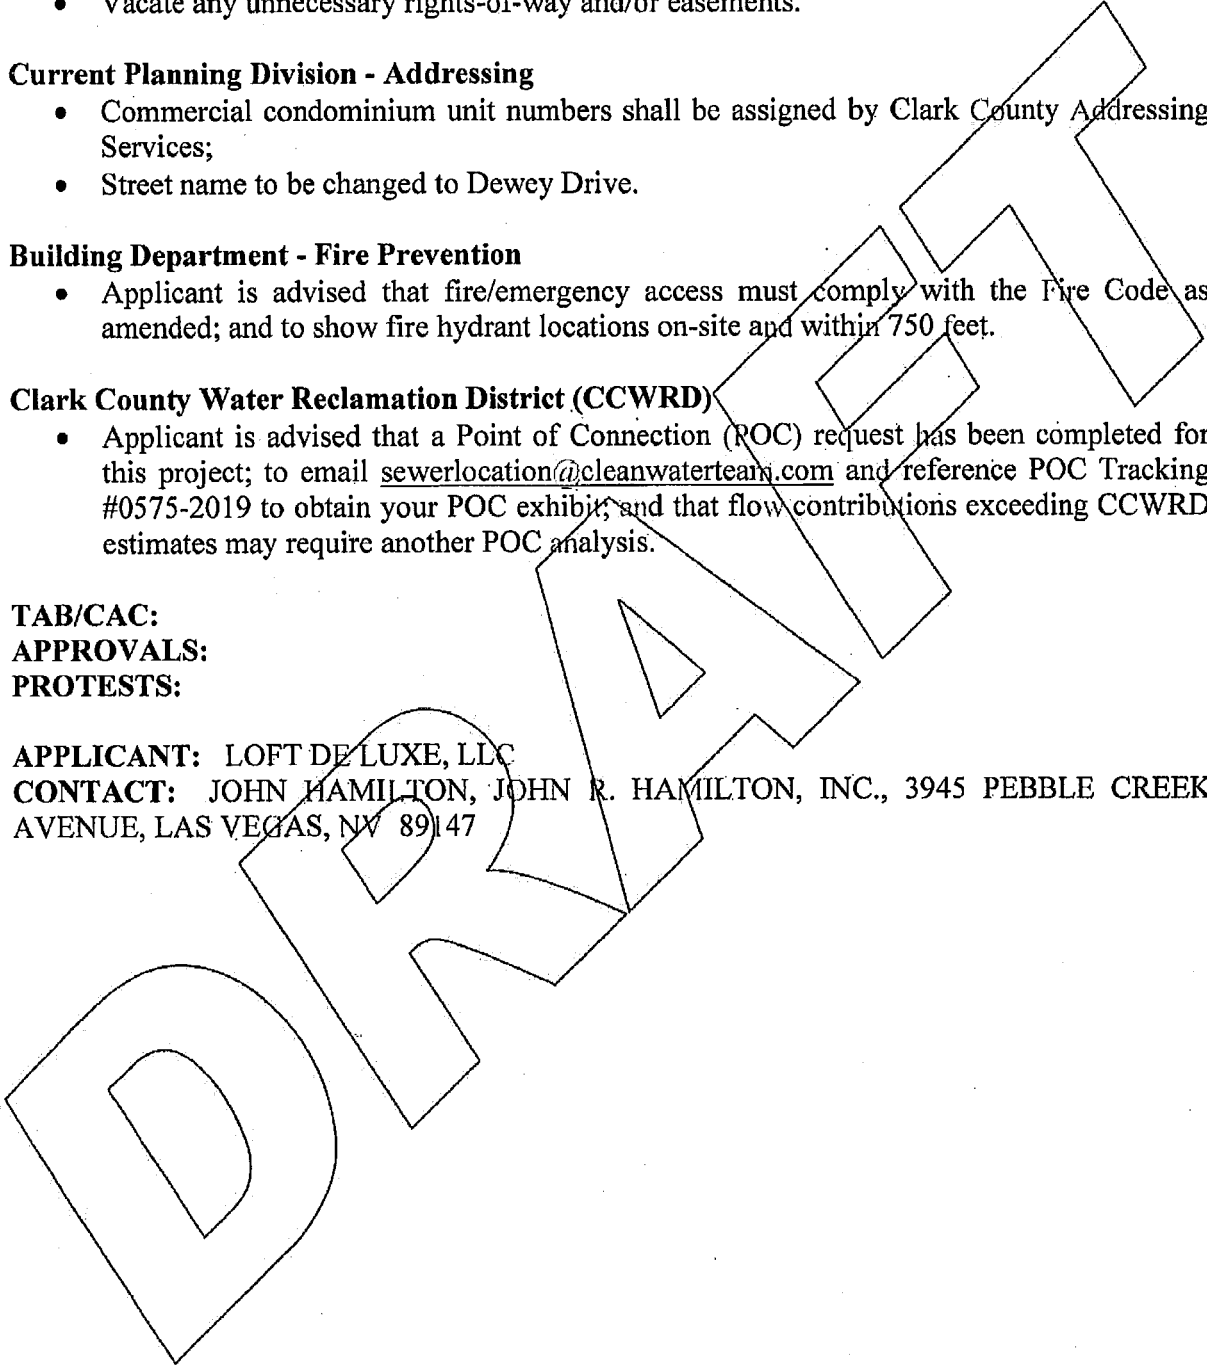 • Vacate any unnecessary rights-of-way and/or easements.
Current Planning Division - Addressing
• Commercial condominium unit numbers shall be assigned by Clark County Addressing
Services;
• Street name to be changed to Dewey Drive.
Building Department - Fire Prevention
• Applicant is advised that fire/emergency access must comply with the Fire Code as
amended; and to show fire hydrant locations on-site and within 750 feet.
Clark County Water Reclamation District (CCWRD)
• Applicant is advised that a Point of Connection (POC) request has been completed for
this project; to email sewerlocation@cleanwaterteam.com and reference POC Tracking
#0575-2019 to obtain your POC exhibit; and that flow contributions exceeding CCWRD
estimates may require another POC analysis.
TAB/CAC:
APPROVALS:
PROTESTS:
APPLICANT: LOFT DE LUXE, LLC
CONTACT: JOHN HAMILTON, JOHN R. HAMILTON, INC., 3945 PEBBLE CREEK
AVENUE, LAS VEGAS, NV 89147
DRAFT